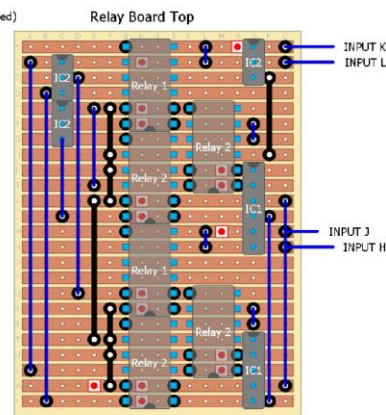 ed)
Relay Board Top
INPUT K
IC2
IC2
INPUT L
Relay 1
IC2
Relay 2
Relay 2
IC1
INPUT J
INPUT H
Relay 1
Relay 2
Relay 2
IC1